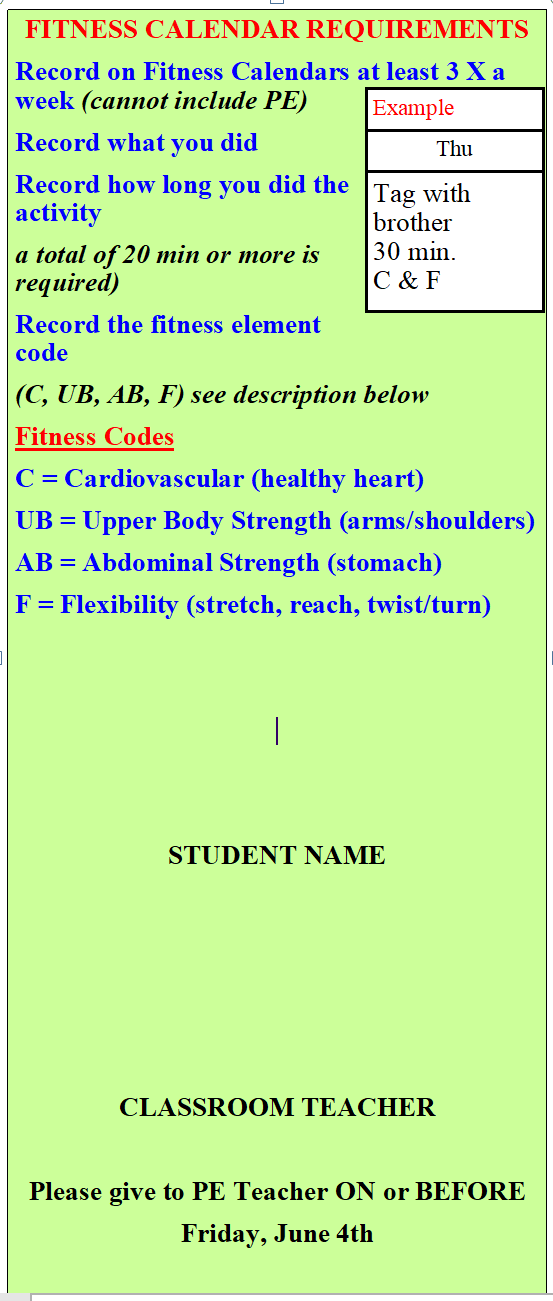 FITNESS CALENDAR REQUIREMENTS
Record on Fitness Calendars at least 3 X a
week (cannot include PE)
Record what you did
Record how long you did the
activity
a total of 20 min or more is
required)
Record the fitness element
code
(C, UB, AB, F) see description below
Example
Thu
Tag with
brother
30 min.
C & F
Fitness Codes
C = Cardiovascular (healthy heart)
UB = Upper Body Strength (arms/shoulders)
AB = Abdominal Strength (stomach)
F = Flexibility (stretch, reach, twist/turn)
STUDENT NAME
CLASSROOM TEACHER
Please give to PE Teacher ON or BEFORE
Friday, June 4th